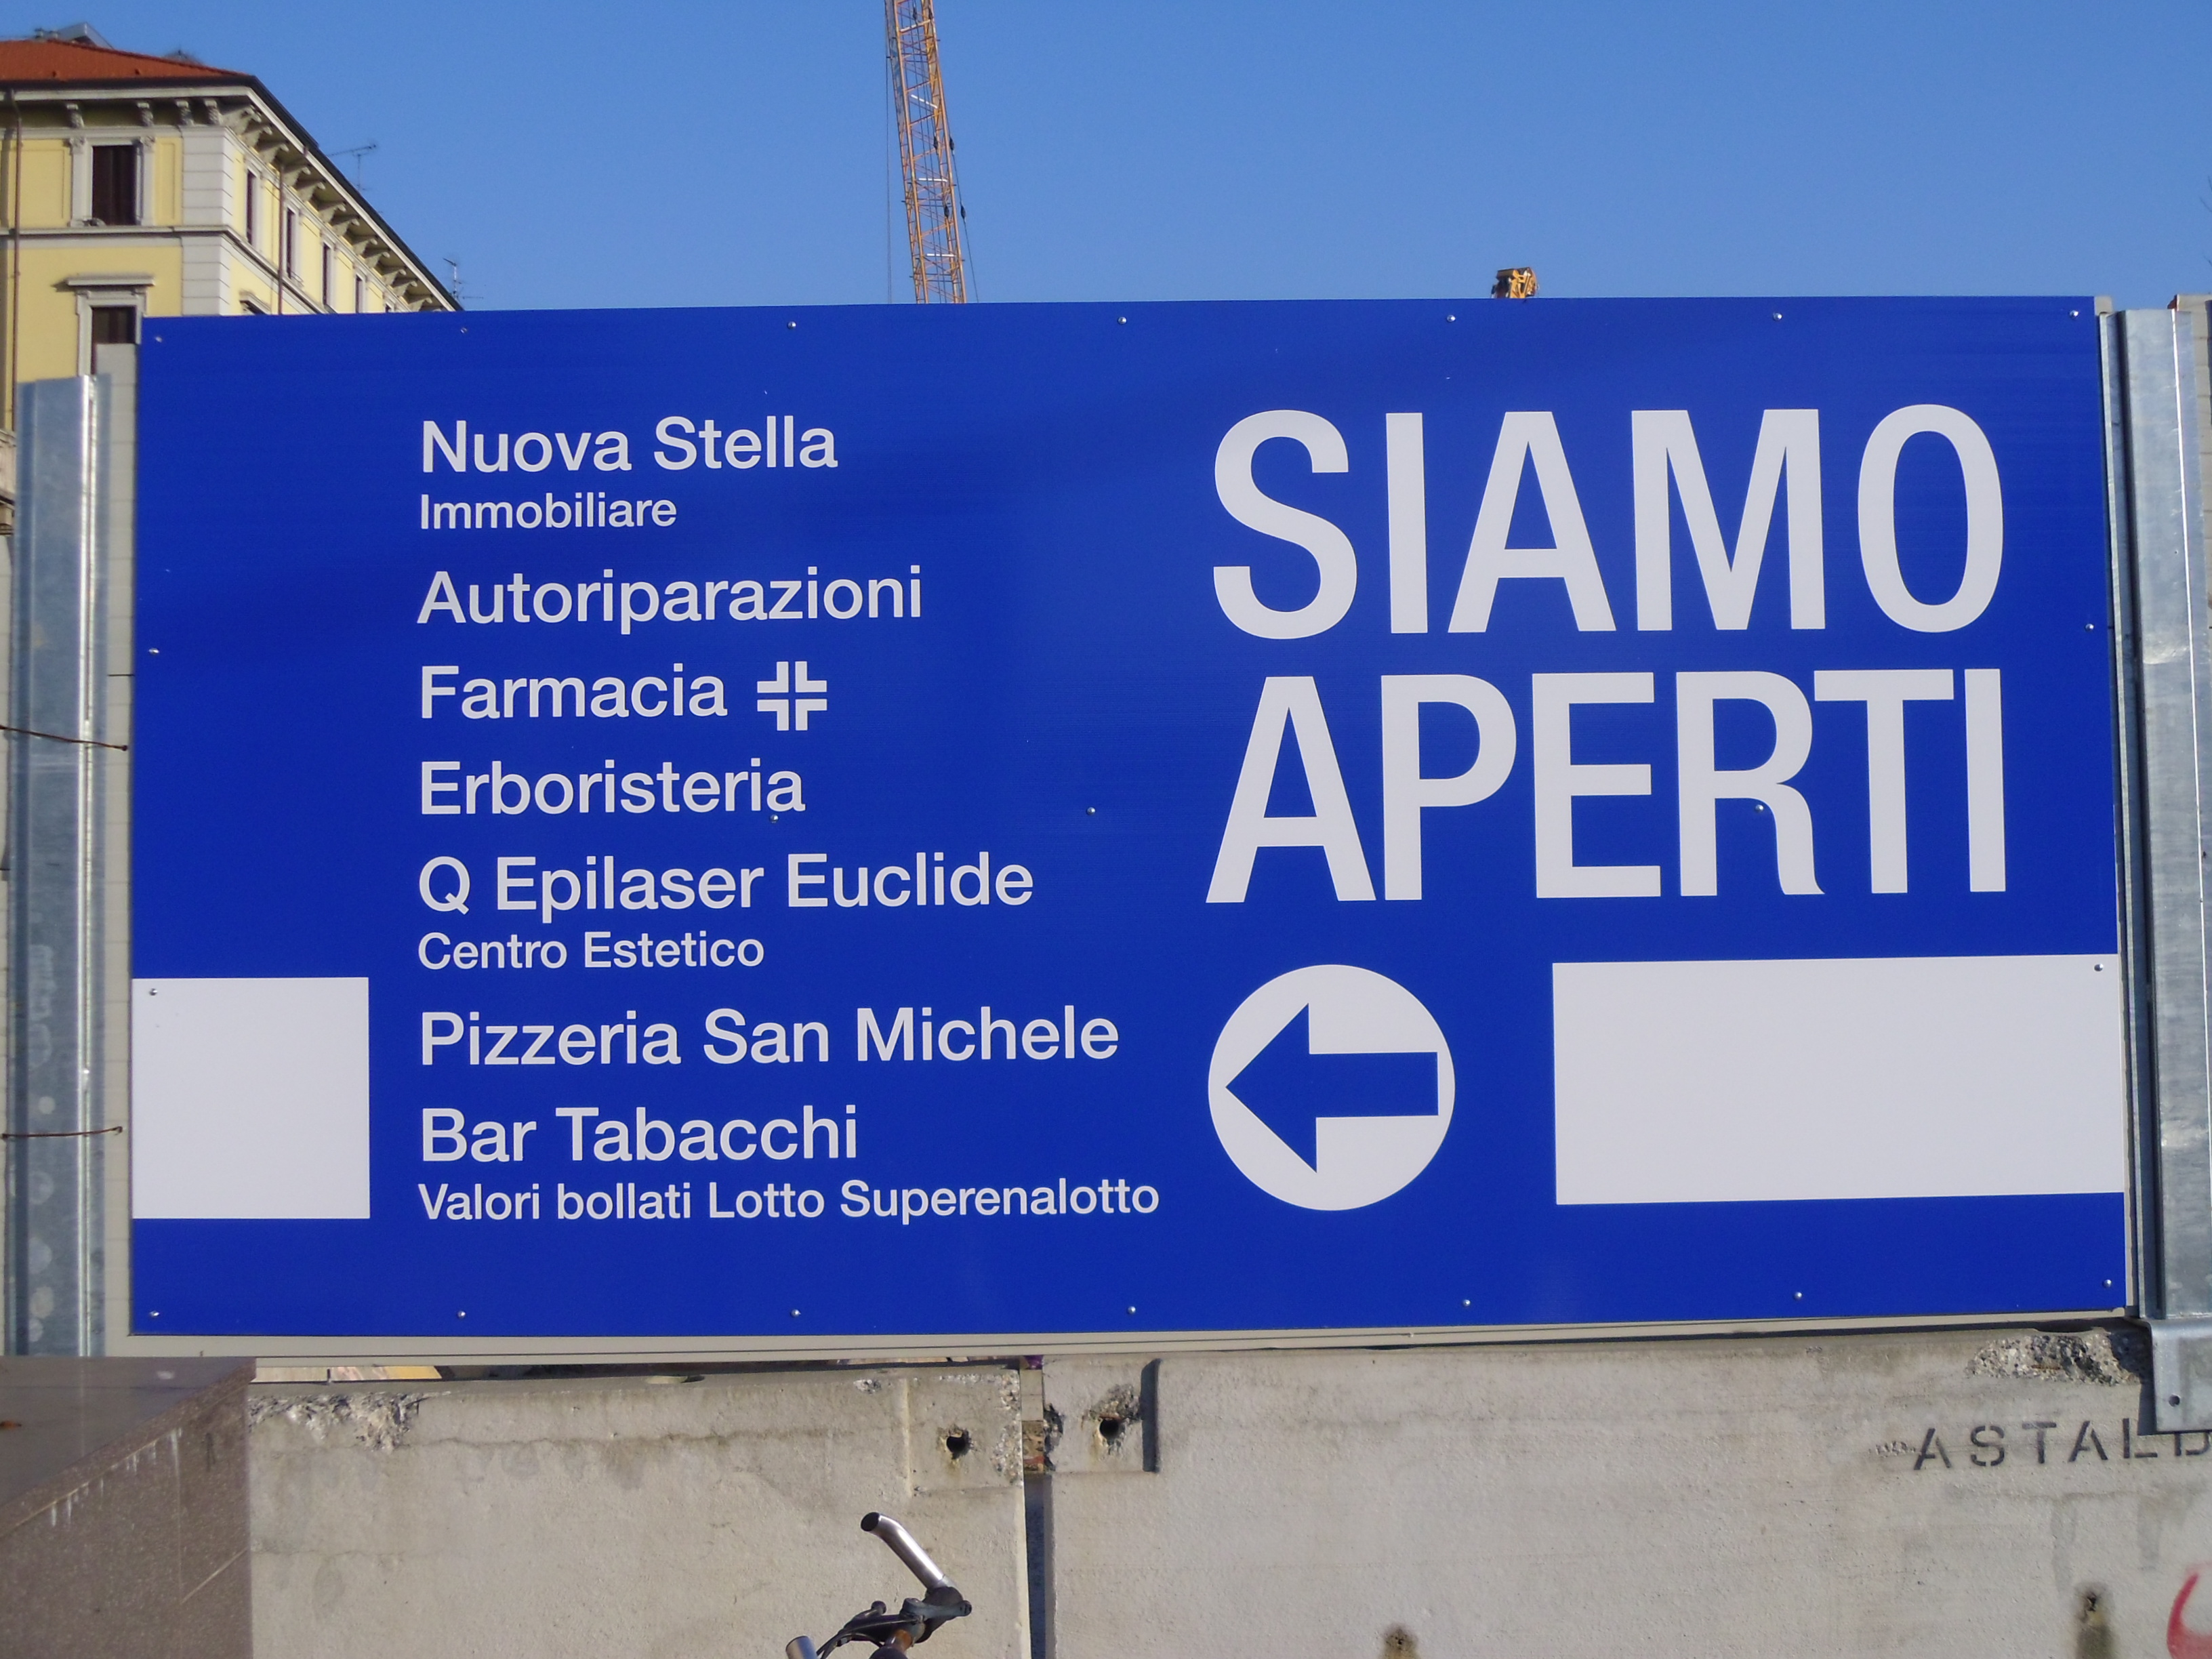 Nuova Stella
Immobiliare
Autoriparazioni
Farmacia
Erboristeria
Q Epilaser Euclide
Centro Estetico
Pizzeria San Michele
Bar Tabacchi
Valori bollati Lotto Superenalotto
SIAMO
APERTI
ASTALD